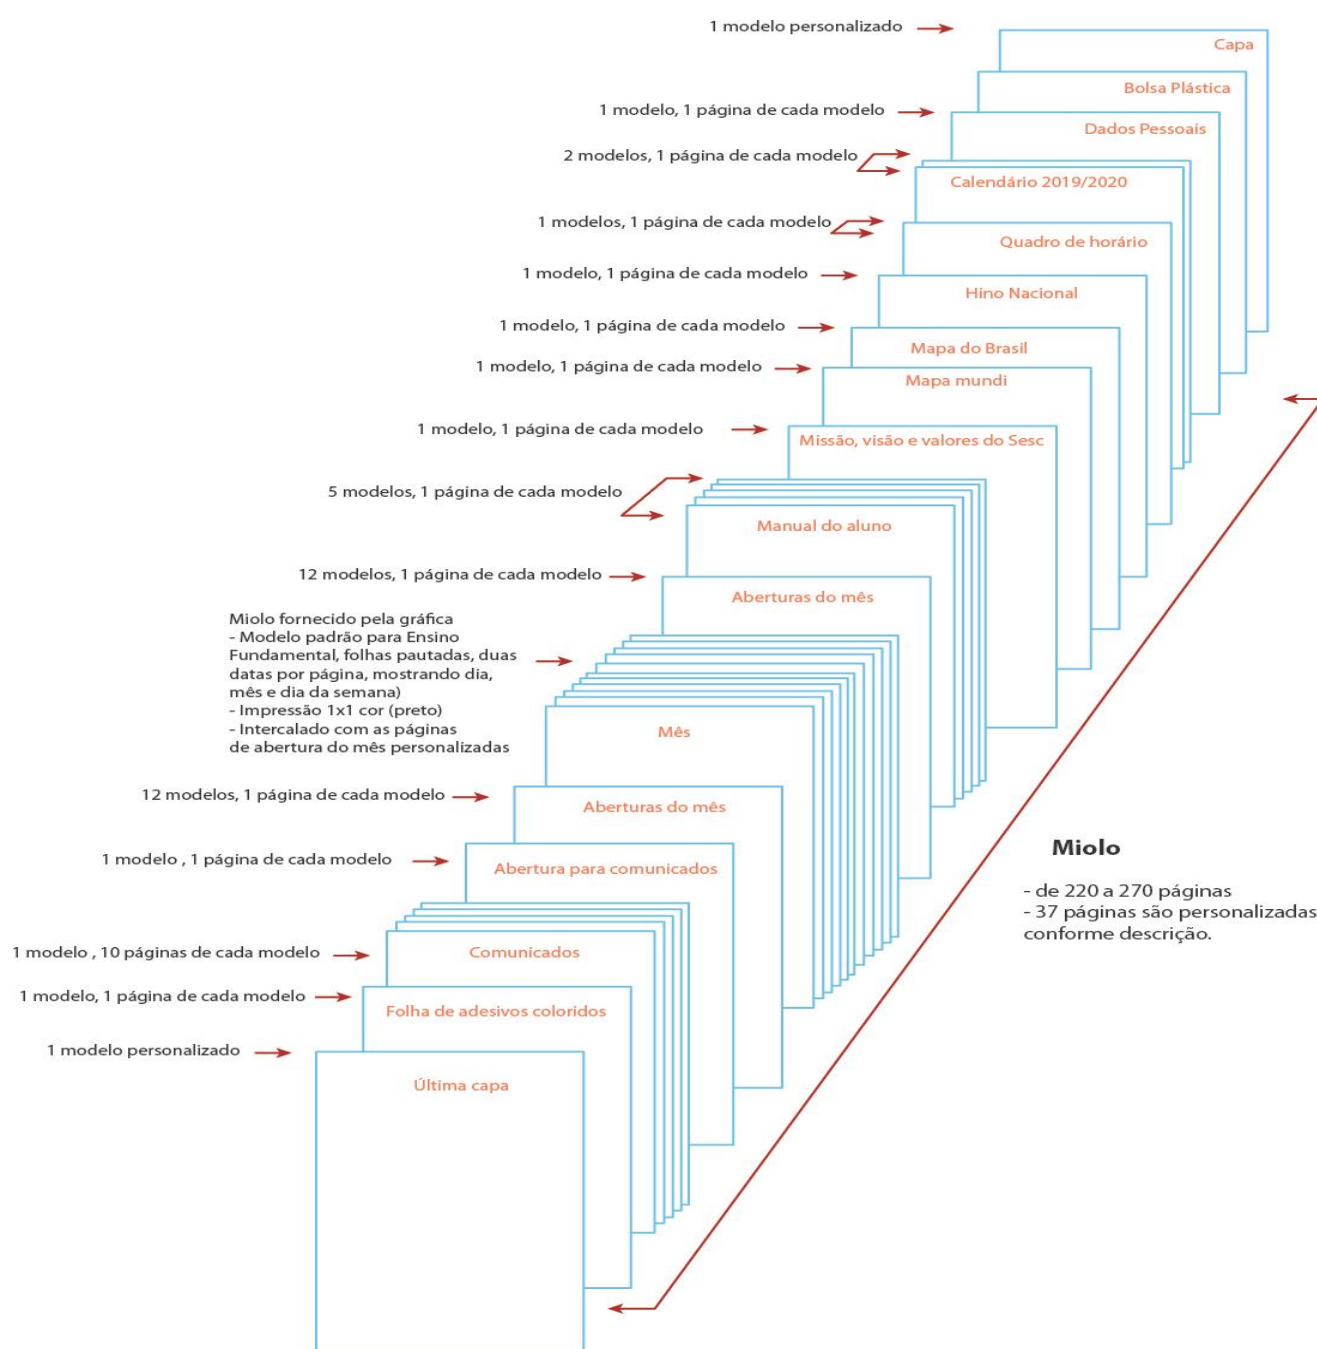 1 modelo personalizado
Capa
Bolsa Plástica
1 modelo, 1 página de cada modelo
Dados Pessoais
2 modelos, 1 página de cada modelo
Calendário 2019/2020
1 modelos, 1 página de cada modelo
Quadro de horário
1 modelo, 1 página de cada modelo
Hino Nacional
1 modelo, 1 página de cada modelo
Mapa do Brasil
1 modelo, 1 página de cada modelo
Mapa mundi
1 modelo, 1 página de cada modelo
Missão, visão e valores do Sesc
5 modelos, 1 página de cada modelo
Manual do aluno
12 modelos, 1 página de cada modelo
Aberturas do mês
Miolo fornecido pela gráfica
- Modelo padrão para Ensino
Fundamental, folhas pautadas, duas
datas por página, mostrando dia,
mês e dia da semana)
- Impressão 1x1 cor (preto)
- Intercalado com as páginas
de abertura do mês personalizadas
Mês
12 modelos, 1 página de cada modelo
Aberturas do mês
1 modelo , 1 página de cada modelo
Abertura para comunicados
1 modelo , 10 páginas de cada modelo
Comunicados
1 modelo, 1 página de cada modelo
Folha de adesivos coloridos
1 modelo personalizado
Última capa
Miolo
- de 220 a 270 páginas
- 37 páginas são personalizadas
conforme descrição.